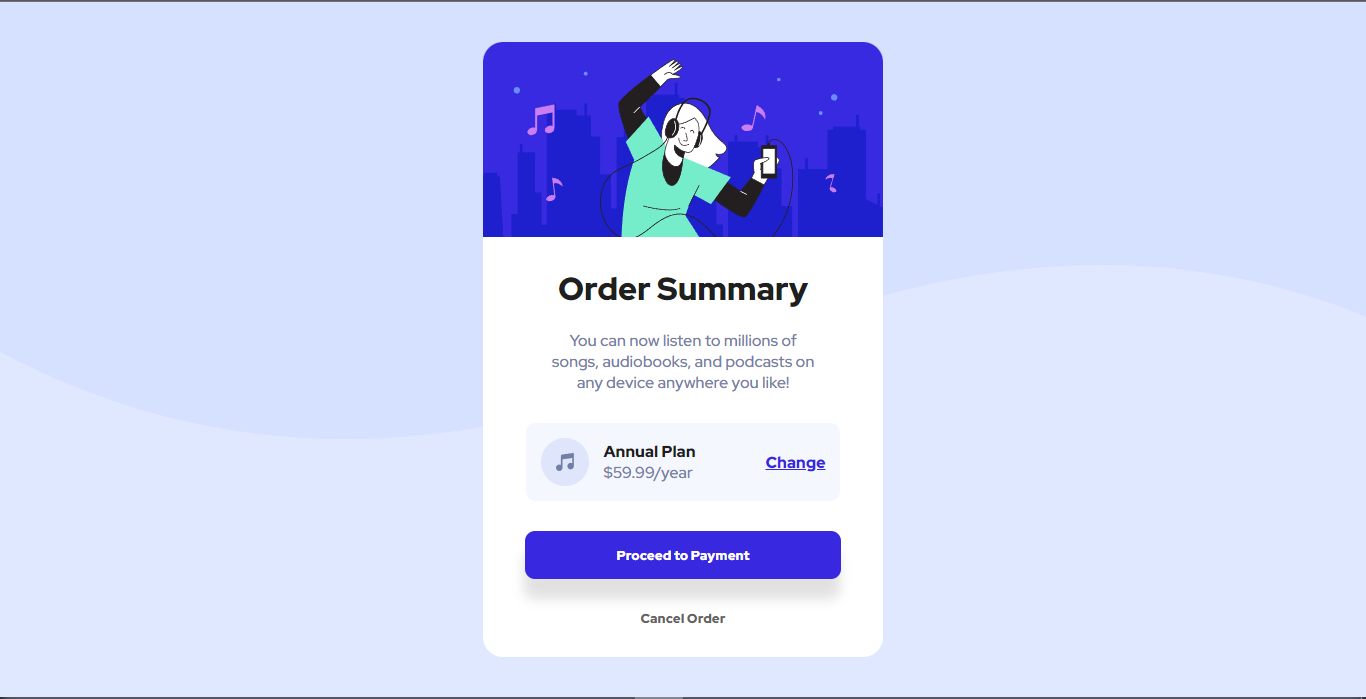 Order Summary
You can now listen to millions of
songs, audiobooks, and podcasts on
any device anywhere you like!
Annual Plan
$59.99/year
Change
Proceed to Payment
Cancel Order